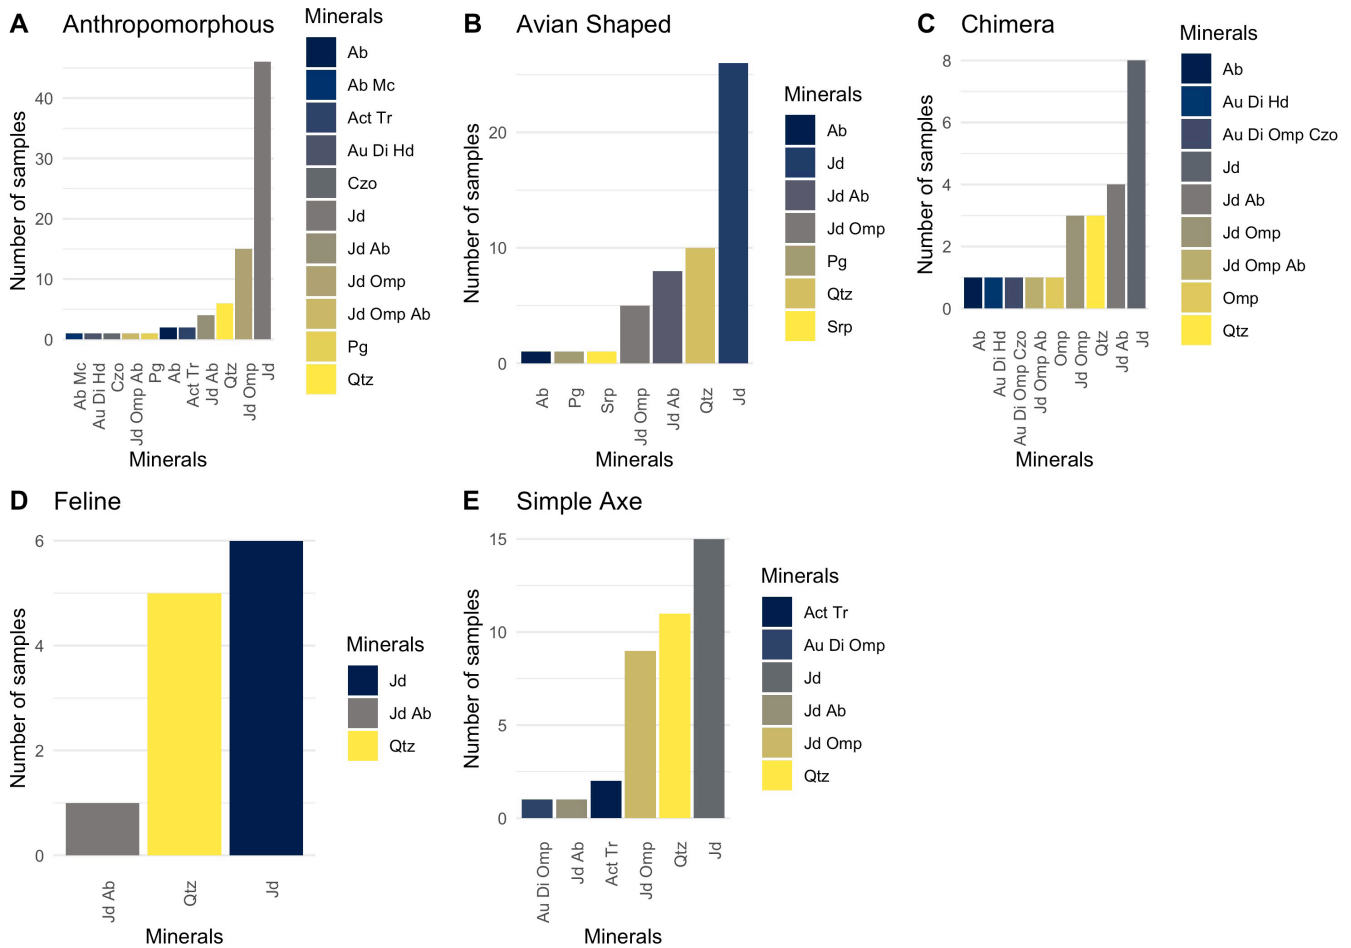 A Anthropomorphous
Number of samples
40
30
20
10
0
Ab Mc
Au Di Hd
Czo
Jd Omp Ab
Pg
Ab
Act Tr
Jd Ab
Qtz
Jd Omp
Jd
Minerals
Minerals
Ab
Ab Mc
Act Tr
Au Di Hd
Czo
Jd
Jd Ab
Jd Omp
Jd Omp Ab
Pg
Qtz
B Avian Shaped
Number of samples
20
10
0
Ab
Pg
Srp
Jd Omp
Jd Ab
Qtz
Jd
Minerals
Minerals
Ab
Jd
Jd Ab
Jd Omp
Pg
Qtz
Srp
C Chimera
Number of samples
8
6
4
2
0
Ab
Au Di Hd
Au Di Omp Czo
Jd Omp Ab
Omp
Jd Omp
Qtz
Jd Ab
Jd
Minerals
Minerals
Ab
Au Di Hd
Au Di Omp Czo
Jd
Jd Ab
Jd Omp
Jd Omp Ab
Omp
Qtz
D Feline
Number of samples
6
4
2
0
Jd Ab
Qtz
Jd
Minerals
Minerals
Jd
Jd Ab
Qtz
E Simple Axe
Number of samples
15
10
5
0
Au Di Omp
Jd Ab
Act Tr
Jd Omp
Qtz
Jd
Minerals
Minerals
Act Tr
Au Di Omp
Jd
Jd Ab
Jd Omp
Qtz